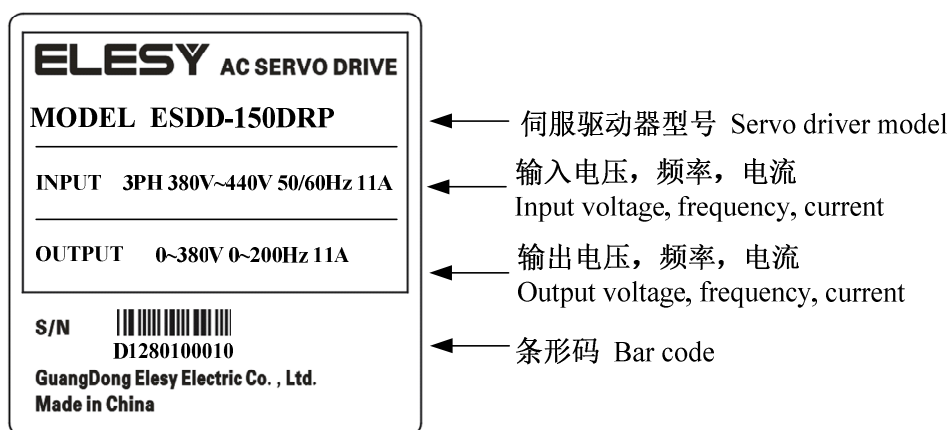 ELESY AC SERVO DRIVE
MODEL ESDD-150DRP
INPUT 3PH 380V~440V 50/60Hz 11A
OUTPUT 0~380V 0~200Hz 11A
S/N
D1280100010
GuangDong Elesy Electric Co. , Ltd.
Made in China
伺服驱动器型号 Servo driver model
输入电压，频率，电流
Input voltage, frequency, current
输出电压，频率，电流
Output voltage, frequency, current
条形码 Bar code